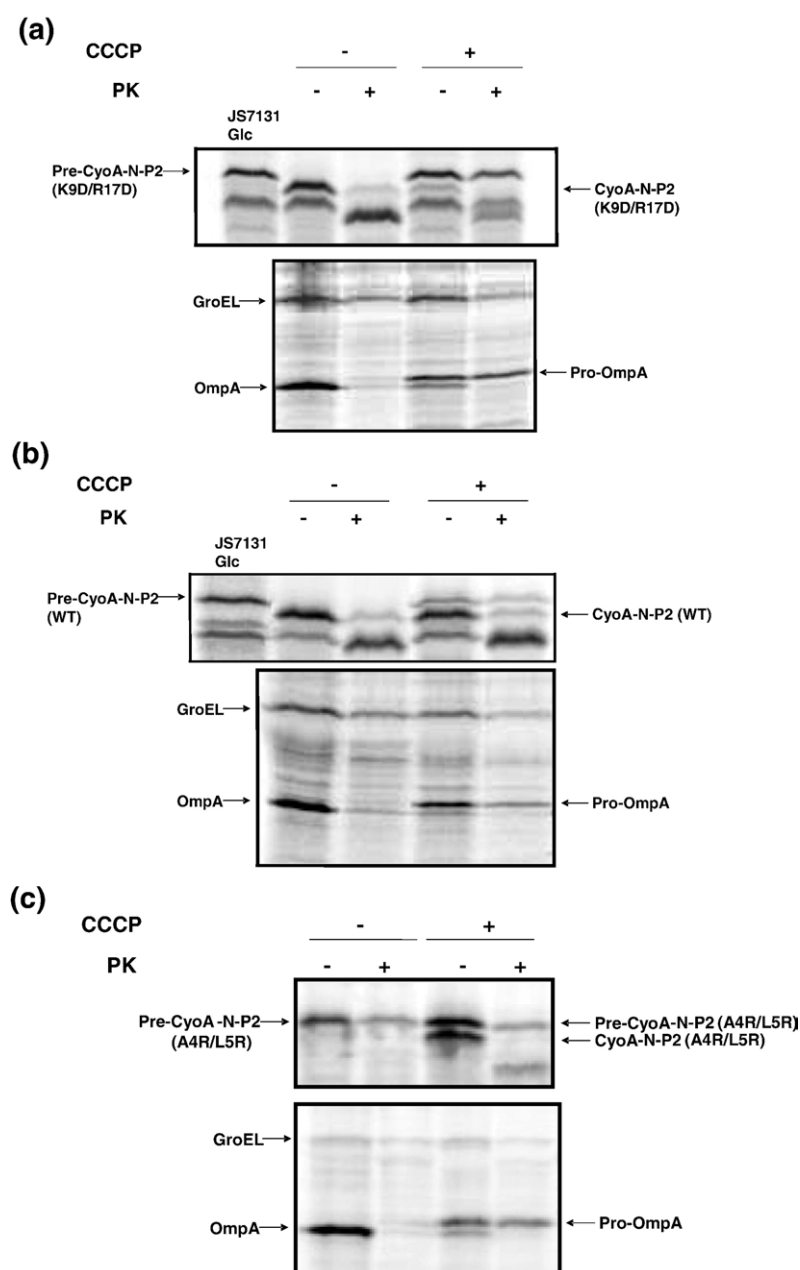 (a)
CCCP - +
PK - + - +
JS7131
Glc
Pre-CyoA-N-P2
(K9D/R17D)
CyoA-N-P2
(K9D/R17D)
GroEL
Pro-OmpA
OmpA
(b)
CCCP - +
PK - + - +
JS7131
Glc
Pre-CyoA-N-P2
(WT)
CyoA-N-P2 (WT)
GroEL
OmpA
Pro-OmpA
(c)
CCCP - +
PK - + - +
Pre-CyoA-N-P2
(A4R/L5R)
Pre-CyoA-N-P2 (A4R/L5R)
CyoA-N-P2 (A4R/L5R)
GroEL
OmpA
Pro-OmpA